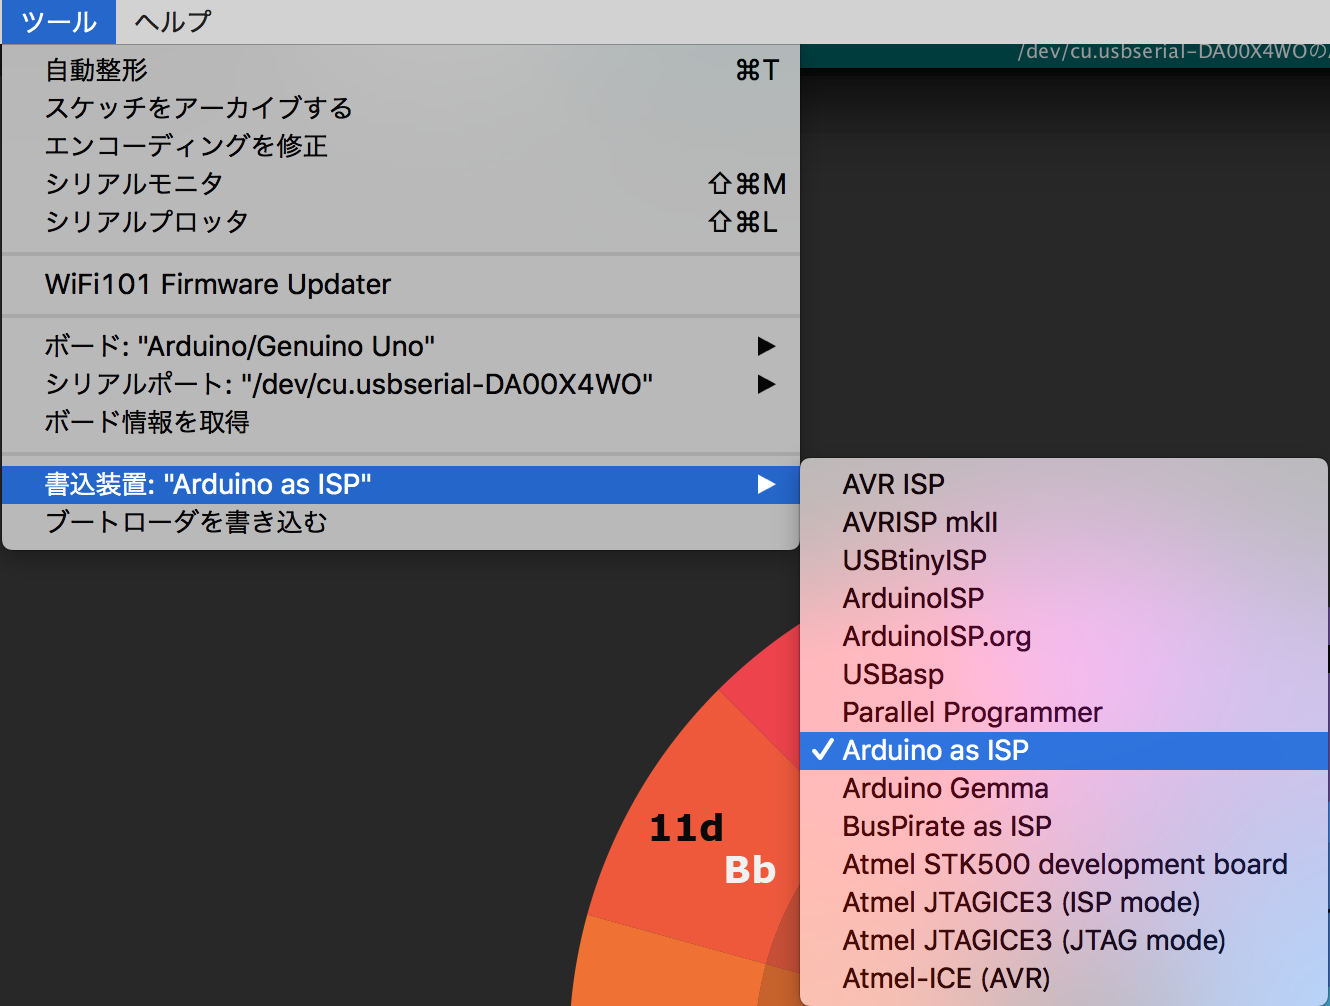 ツール ヘルプ
/dev/cu.usbserial-DA00X4WOの
自動整形 ⌘T
スケッチをアーカイブする
エンコーディングを修正
シリアルモニタ ⇧⌘M
シリアルプロッタ ⇧⌘L
WiFi101 Firmware Updater
ボード: "Arduino/Genuino Uno" ▶
シリアルポート: "/dev/cu.usbserial-DA00X4WO" ▶
ボード情報を取得
書込装置: "Arduino as ISP" ▶
ブートローダを書き込む
AVR ISP
AVRISP mkII
USBtinyISP
ArduinoISP
ArduinoISP.org
USBasp
Parallel Programmer
✓ Arduino as ISP
Arduino Gemma
BusPirate as ISP
Atmel STK500 development board
Atmel JTAGICE3 (ISP mode)
Atmel JTAGICE3 (JTAG mode)
Atmel-ICE (AVR)
11d
Bb